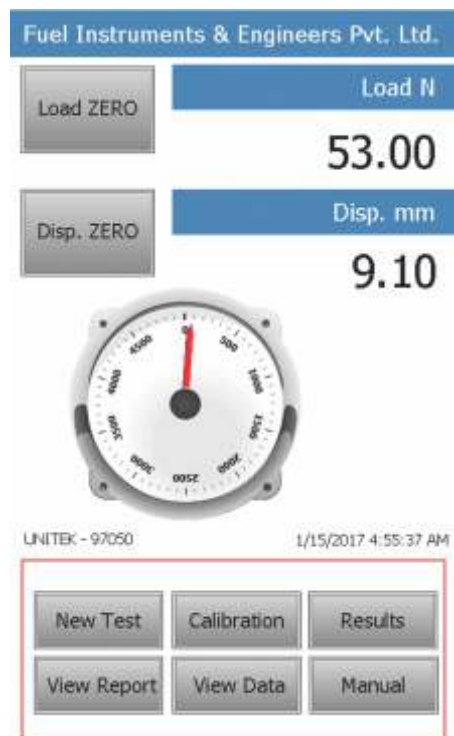 Fuel Instruments & Engineers Pvt. Ltd.
Load ZERO
Load N
53.00
Disp. ZERO
Disp. mm
9.10
0
500
1000
1500
2000
2500
3000
3500
4000
4500
UNITEK - 97050
1/15/2017 4:55:37 AM
New Test
Calibration
Results
View Report
View Data
Manual